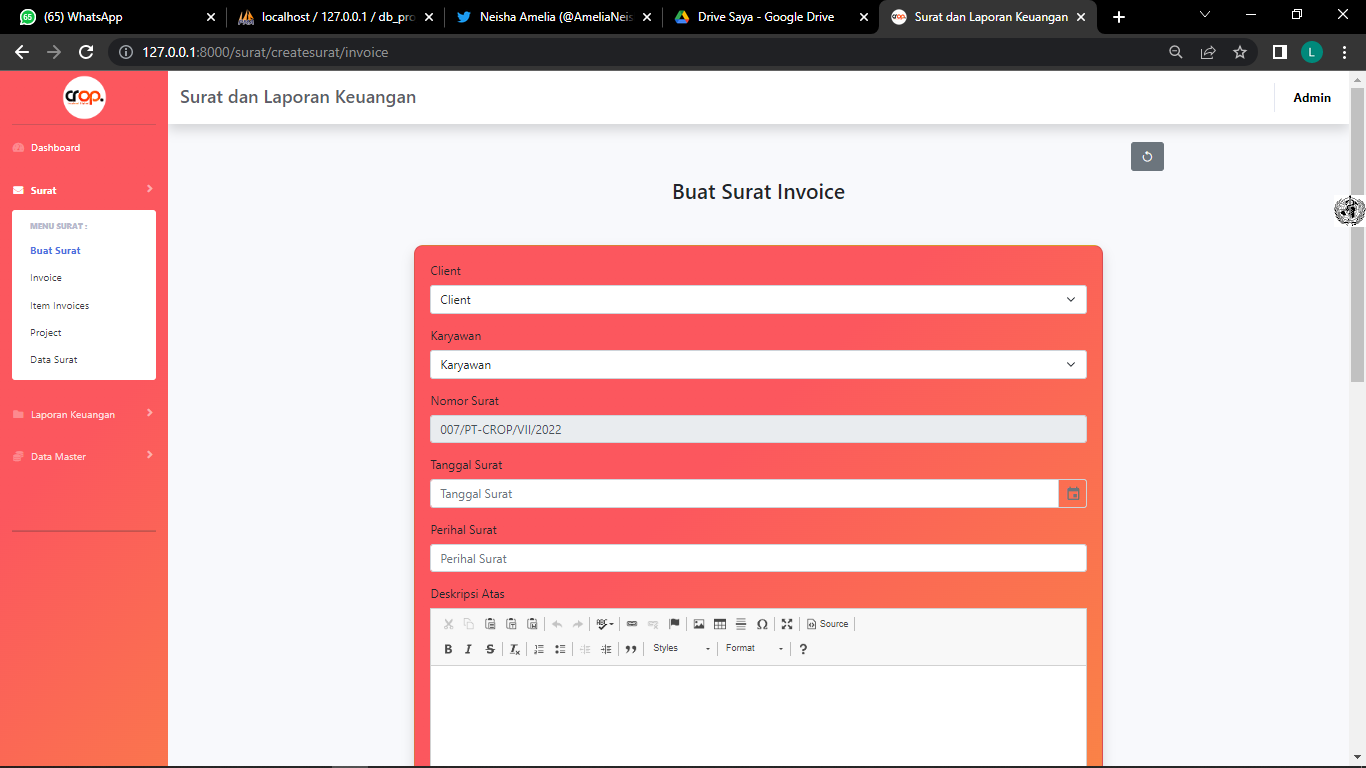 (65) WhatsApp
localhost / 127.0.0.1 / db_pro
Neisha Amelia (@AmeliaNeis
Drive Saya - Google Drive
Surat dan Laporan Keuangan
127.0.0.1:8000/surat/createsurat/invoice
L
crop.
Surat dan Laporan Keuangan
Admin
Dashboard
Surat
MENU SURAT :
Buat Surat
Invoice
Item Invoices
Project
Data Surat
Laporan Keuangan
Data Master
Buat Surat Invoice
Client
Client
Karyawan
Karyawan
Nomor Surat
007/PT-CROP/VII/2022
Tanggal Surat
Tanggal Surat
Perihal Surat
Perihal Surat
Deskripsi Atas
Source
Styles
Format